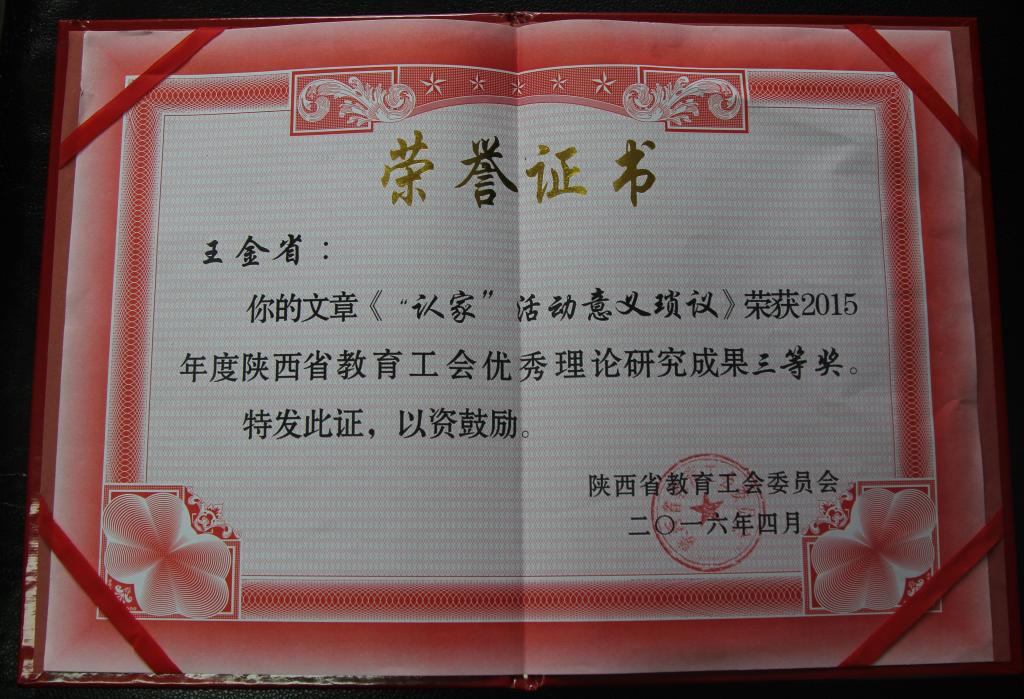 荣誉证书
王金省：
你的文章《“认家”活动意义琐议》荣获2015
年度陕西省教育工会优秀理论研究成果三等奖。
特发此证，以资鼓励。
陕西省教育工会委员会
二〇一六年四月